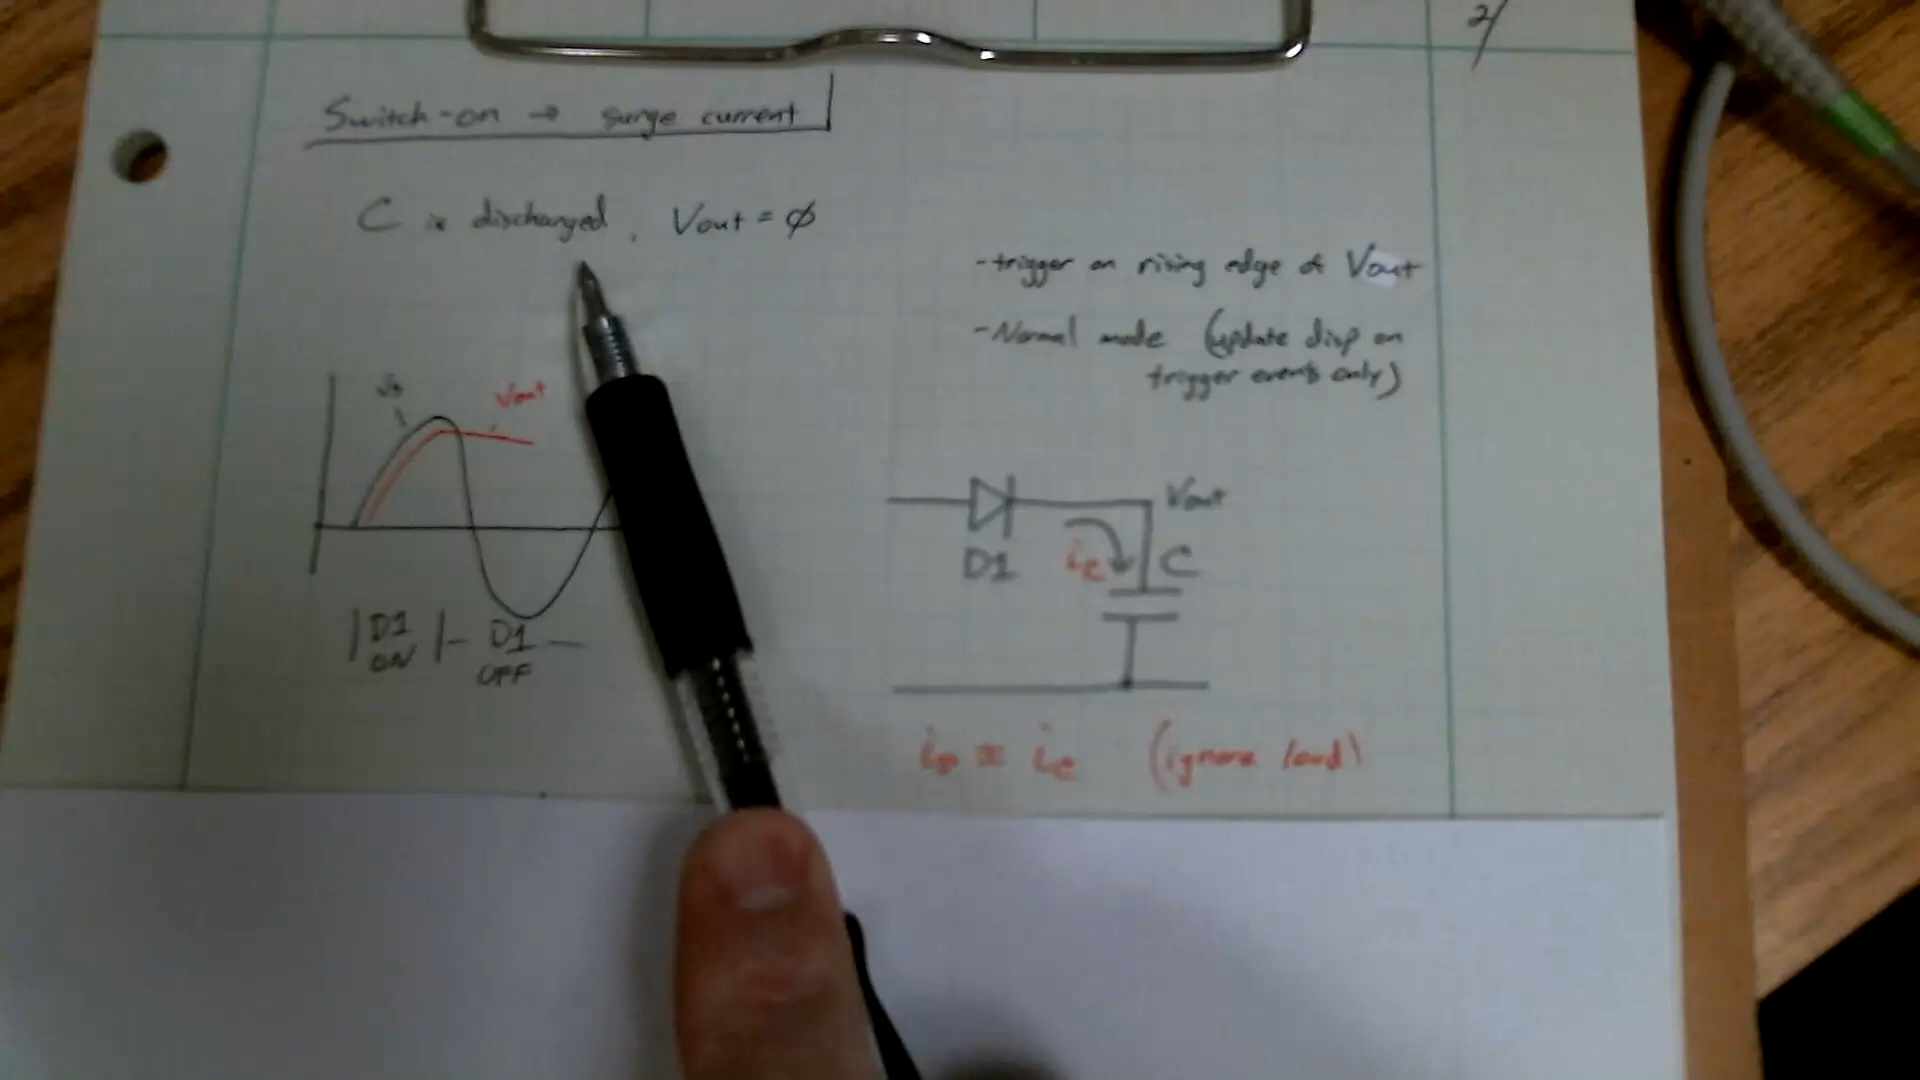 2/
Switch-on → surge current
C is discharged, Vout = ø
- trigger on rising edge of Vout
- Normal mode (update disp on
trigger events only)
Vout
D1
ON
D1
OFF
Vout
D1
ic
C
iD = ic (ignore load)